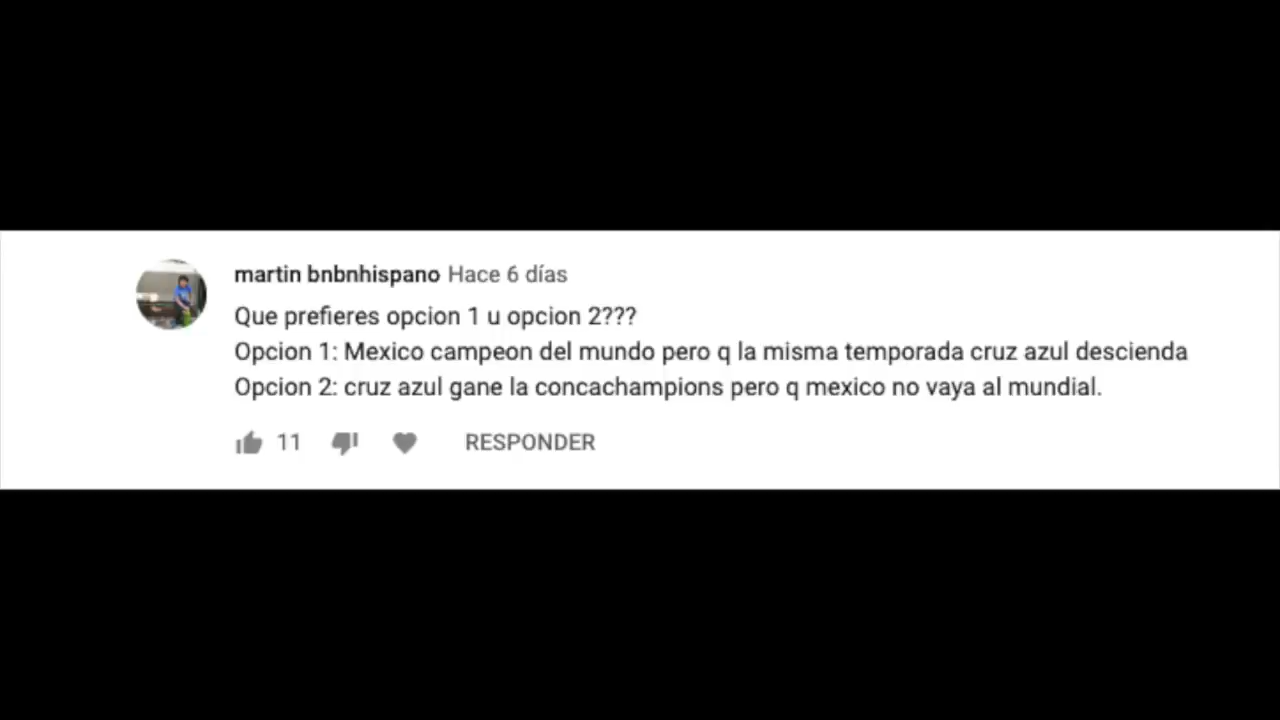 martin bnbnhispano Hace 6 días
Que prefieres opcion 1 u opcion 2???
Opcion 1: Mexico campeon del mundo pero q la misma temporada cruz azul descienda
Opcion 2: cruz azul gane la concachampions pero q mexico no vaya al mundial.
11 RESPONDER